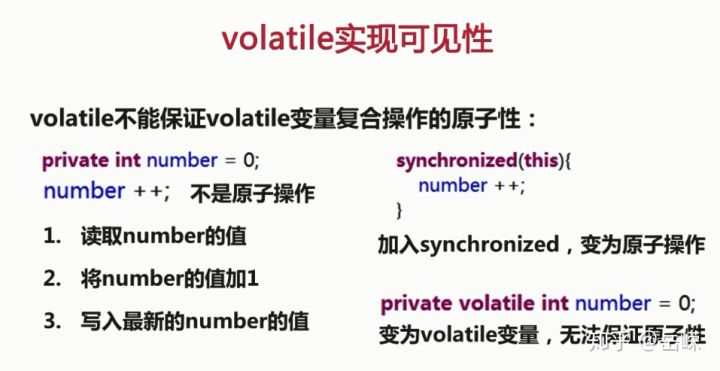 volatile实现可见性
volatile不能保证volatile变量复合操作的原子性：
private int number = 0;
number ++; 不是原子操作
1. 读取number的值
2. 将number的值加1
3. 写入最新的number的值
synchronized(this){
number ++;
}
加入synchronized，变为原子操作
private volatile int number = 0;
变为volatile变量，无法保证原子性
知乎